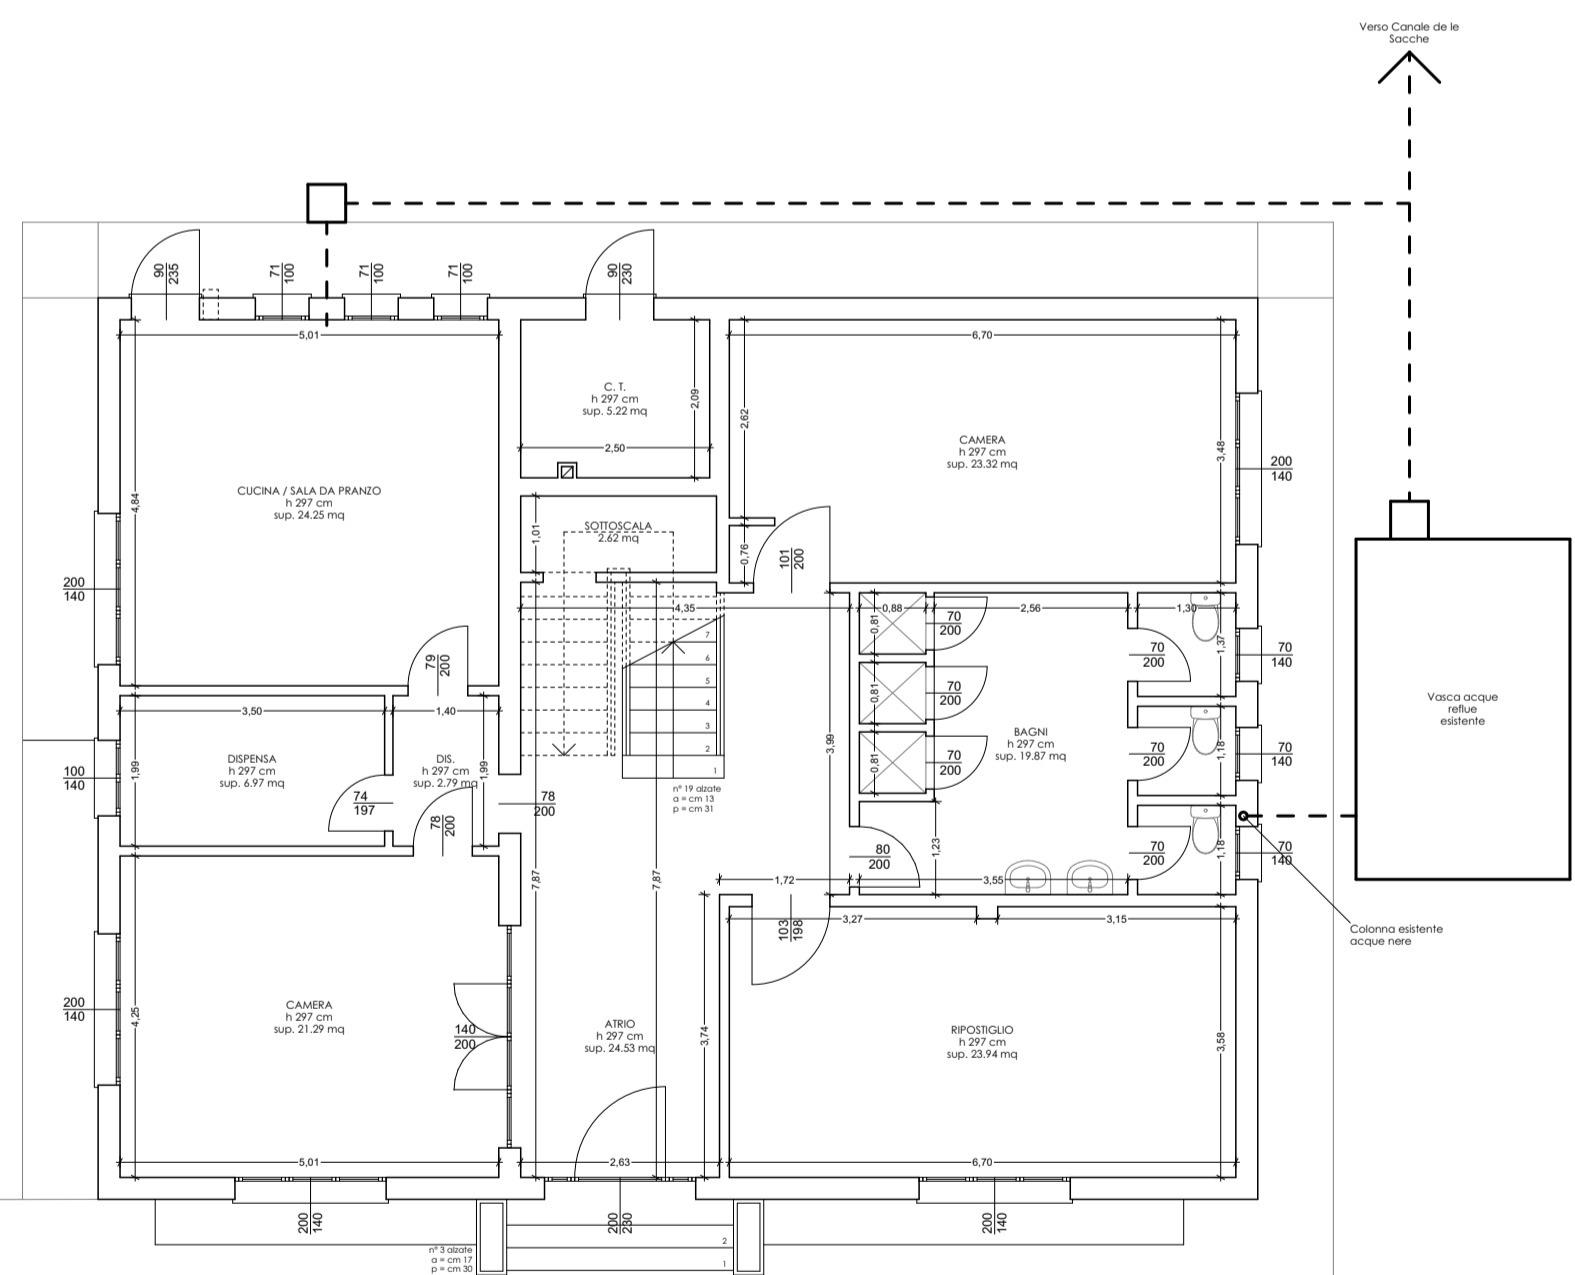 Verso Canale de le
Sacche
90
235
71
100
71
100
71
100
90
230
5,01
6,70
C. T.
h 297 cm
sup. 5.22 mq
2,09
2,62
2,50
CAMERA
h 297 cm
sup. 23.32 mq
3,48
200
140
CUCINA / SALA DA PRANZO
h 297 cm
sup. 24.25 mq
4,84
SOTTOSCALA
2.62 mq
1,01
0,76
101
200
200
140
4,35
0,88
2,56
1,30
0,81
70
200
1,37
7
6
5
4
3
2
1
70
200
70
140
79
200
0,81
70
200
Vasca acque
reflue
esistente
3,50
1,40
DISPENSA
h 297 cm
sup. 6.97 mq
1,99
DIS.
h 297 cm
sup. 2.79 mq
1,99
3,99
BAGNI
h 297 cm
sup. 19.87 mq
70
200
1,18
70
140
0,81
70
200
100
140
74
197
78
200
78
200
n° 19 alzate
a = cm 13
p = cm 31
80
200
1,23
70
200
1,18
70
140
7,87
7,87
1,72
3,55
103
198
3,27
3,15
Colonna esistente
acque nere
200
140
4,25
CAMERA
h 297 cm
sup. 21.29 mq
140
200
ATRIO
h 297 cm
sup. 24.53 mq
3,74
RIPOSTIGLIO
h 297 cm
sup. 23.94 mq
3,58
5,01
2,63
6,70
200
140
200
230
200
140
n° 3 alzate
a = cm 17
p = cm 30
2
1